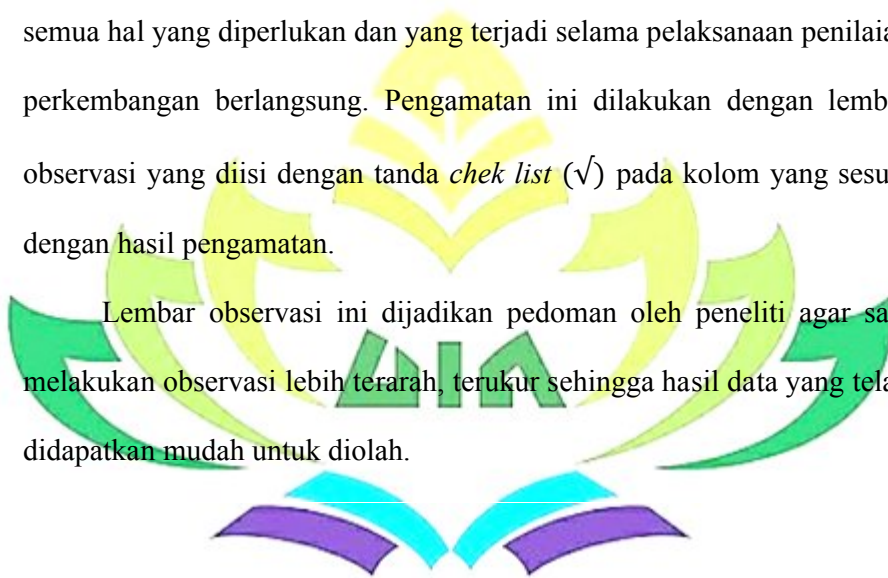 semua hal yang diperlukan dan yang terjadi selama pelaksanaan penilaia
perkembangan berlangsung. Pengamatan ini dilakukan dengan lemb
observasi yang diisi dengan tanda chek list (√) pada kolom yang sesu
dengan hasil pengamatan.
Lembar observasi ini dijadikan pedoman oleh peneliti agar sa
melakukan observasi lebih terarah, terukur sehingga hasil data yang tela
didapatkan mudah untuk diolah.